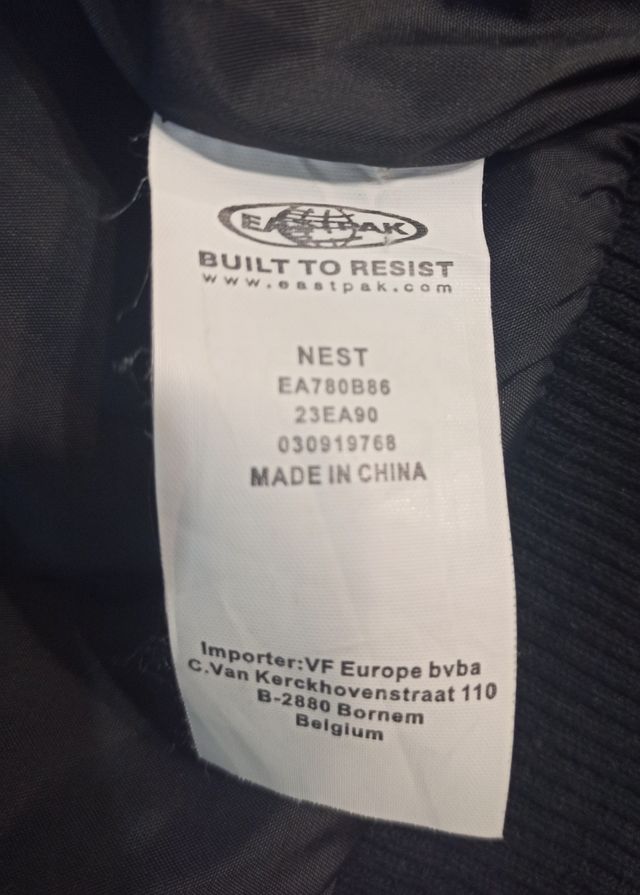 EASTPAK
BUILT TO RESIST
www.eastpak.com
NEST
EA780B86
23EA90
030919768
MADE IN CHINA
Importer:VF Europe bvba
C.Van Kerckhovenstraat 110
B-2880 Bornem
Belgium